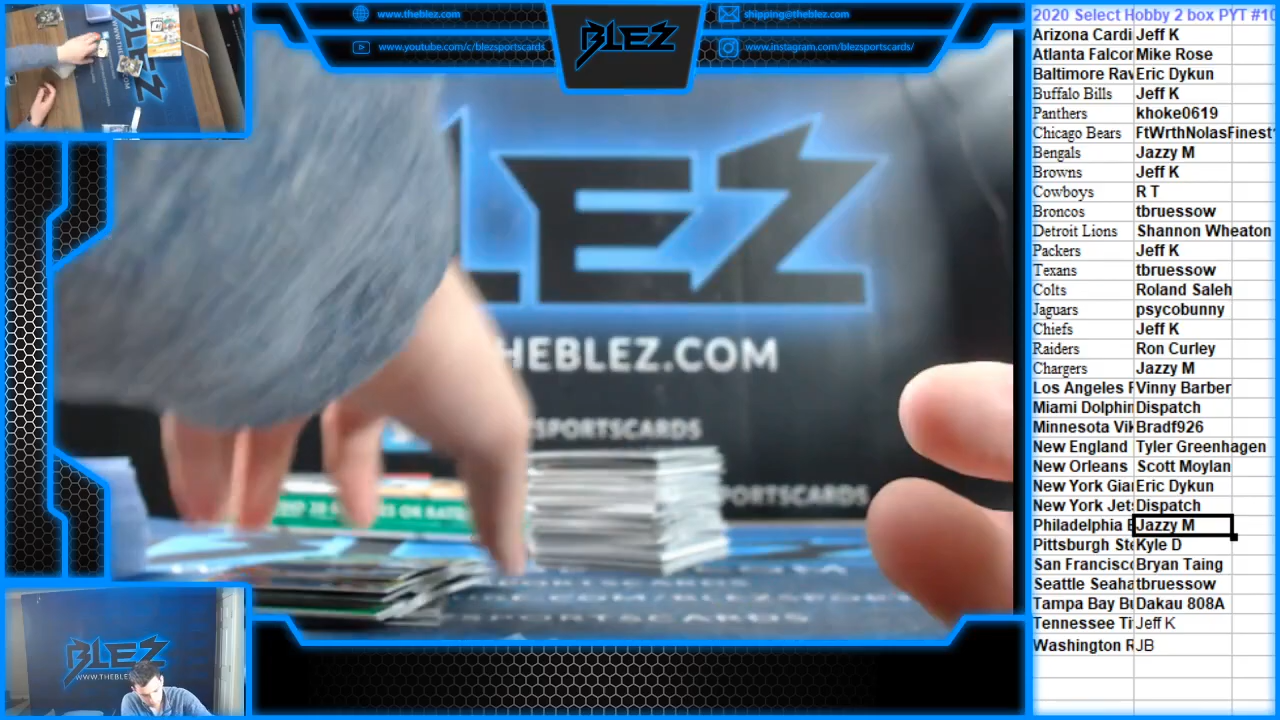 www.theblez.com
shipping@theblez.com
www.youtube.com/c/blezsportscards
BLEZ
www.instagram.com/blezsportscards/
LEZ
THEBLEZ.COM
SPORTSCARDS
PORTSCARDS
BLEZ
2020 Select Hobby 2 box PYT #10
Arizona Cardi Jeff K
Atlanta Falcor Mike Rose
Baltimore Rav Eric Dykun
Buffalo Bills Jeff K
Panthers khoke0619
Chicago Bears FtWrthNolasFinest
Bengals Jazzy M
Browns Jeff K
Cowboys R T
Broncos tbruessow
Detroit Lions Shannon Wheaton
Packers Jeff K
Texans tbruessow
Colts Roland Saleh
Jaguars psycobunny
Chiefs Jeff K
Raiders Ron Curley
Chargers Jazzy M
Los Angeles Vinny Barber
Miami Dolphin Dispatch
Minnesota Vik Bradf926
New England Tyler Greenhagen
New Orleans Scott Moylan
New York Gia Eric Dykun
New York Jet Dispatch
Philadelphia Jazzy M
Pittsburgh Ste Kyle D
San Francisco Bryan Taing
Seattle Seaha tbruessow
Tampa Bay Bu Dakau 808A
Tennessee Ti Jeff K
Washington R JB